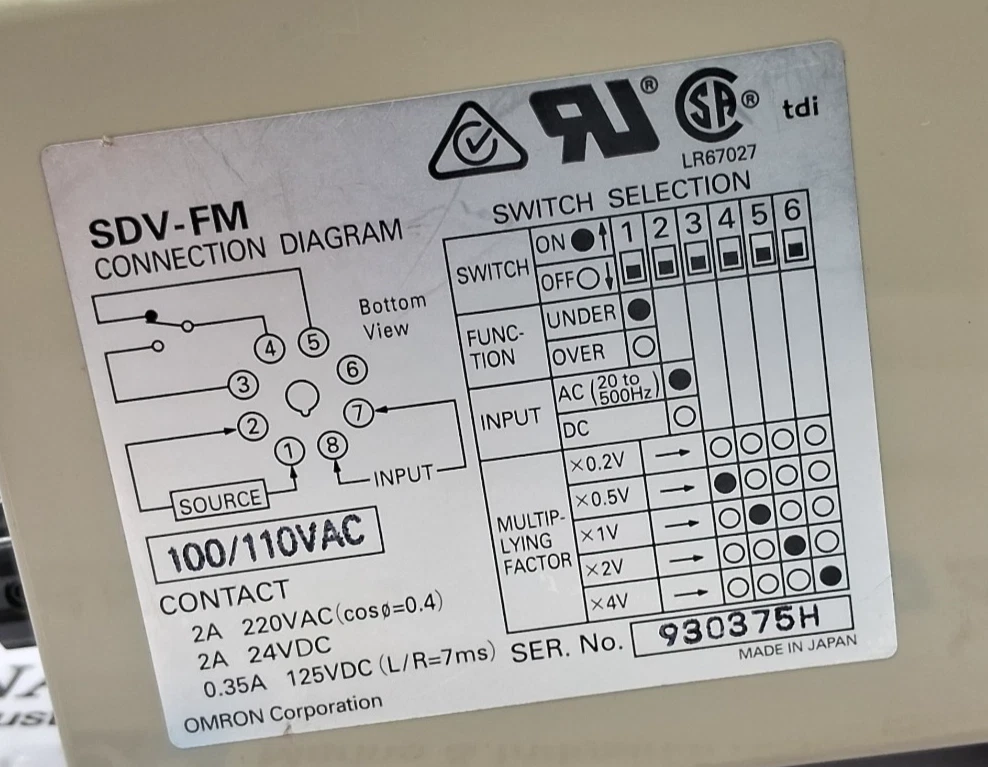 tdi
LR67027
SDV-FM
CONNECTION DIAGRAM
Bottom
View
4
5
6
3
7
2
1
8
SOURCE
INPUT
100/110VAC
CONTACT
2A 220VAC(cosø=0.4)
2A 24VDC
0.35A 125VDC (L/R=7ms)
OMRON Corporation
SWITCH SELECTION
SWITCH ON ●↑ 1 2 3 4 5 6
OFF○↓
FUNC-
TION
UNDER ●
OVER ○
INPUT
AC (20 to
500Hz) ●
DC ○
MULTIP-
LYING
FACTOR
×0.2V → ○ ○ ○ ○
×0.5V → ● ○ ○ ○
×1V → ○ ● ○ ○
×2V → ○ ○ ● ○
×4V → ○ ○ ○ ●
SER. No. 930375H
MADE IN JAPAN